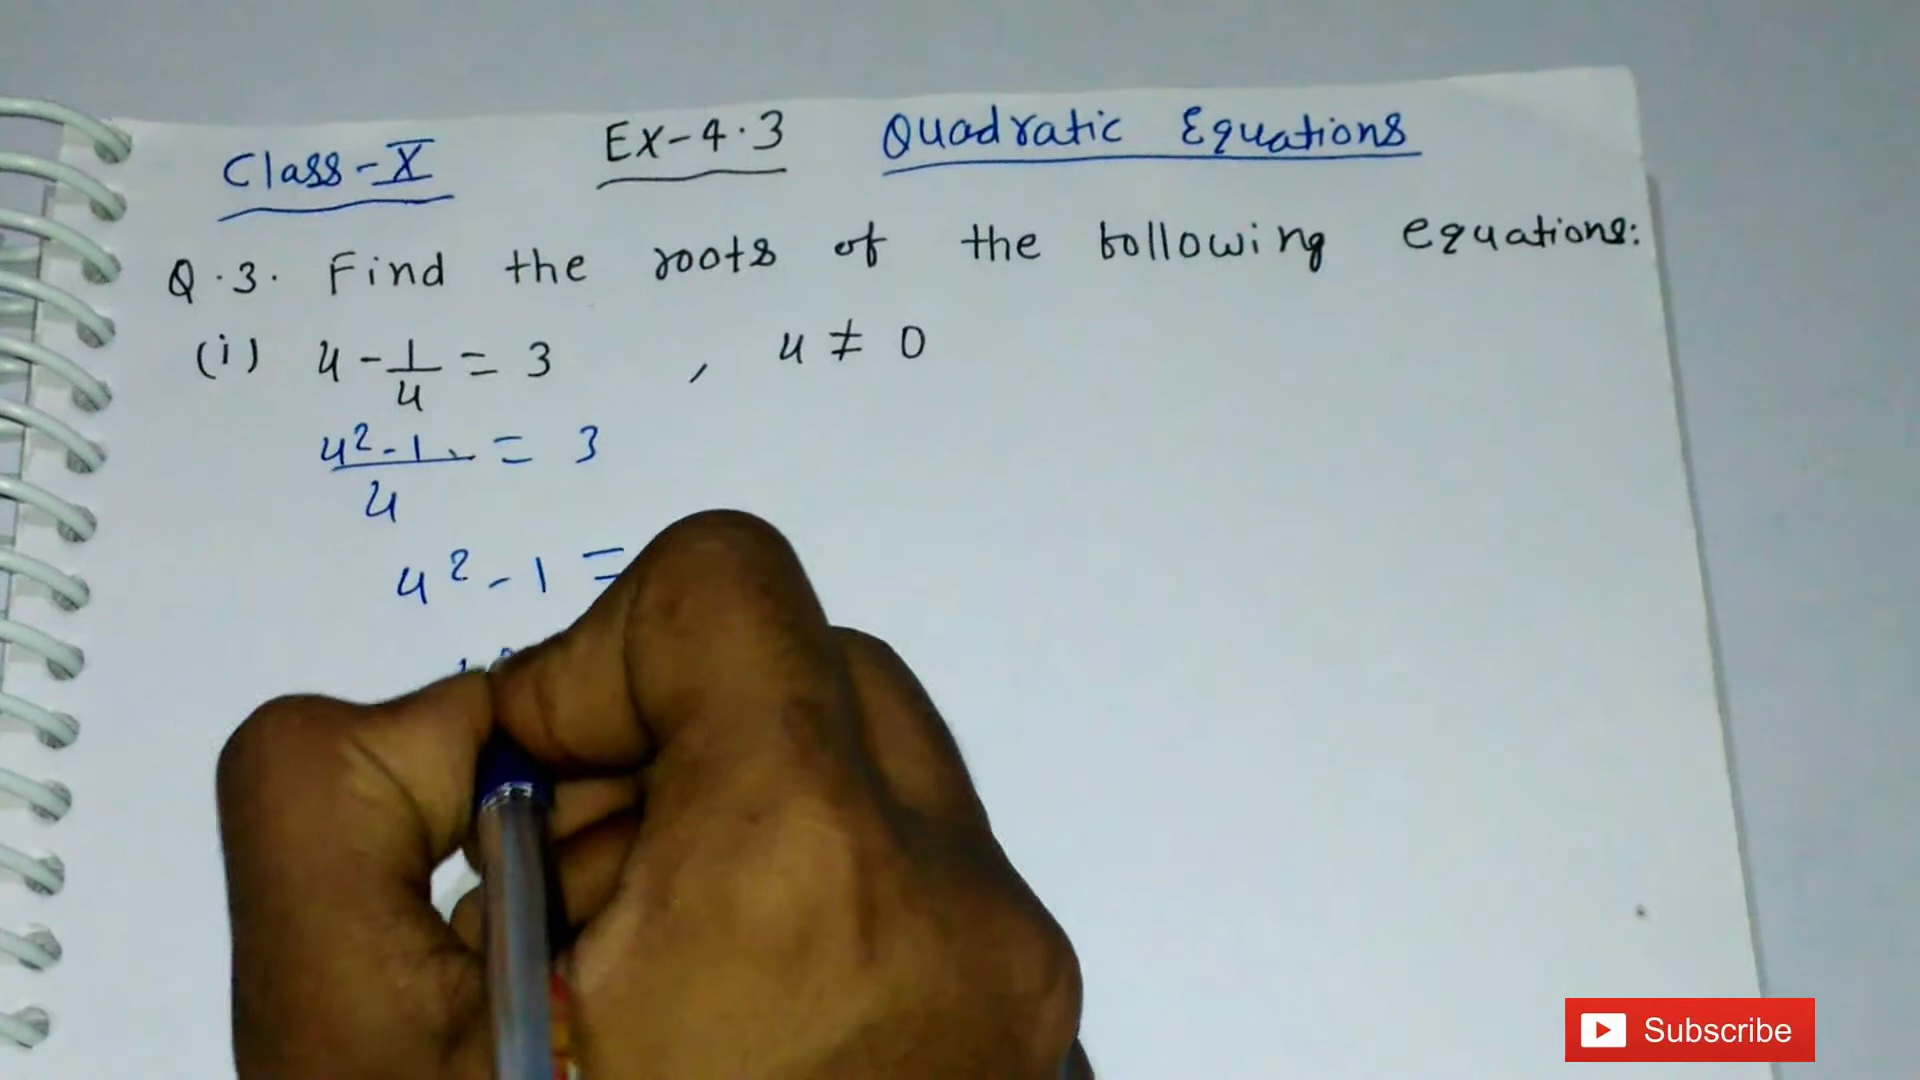 Class-X Ex-4.3 Quadratic Equations
Q.3. Find the roots of the following equations:
(i) x - 1/x = 3 , x ≠ 0
x² - 1 / x = 3
x² - 1 =
Subscribe